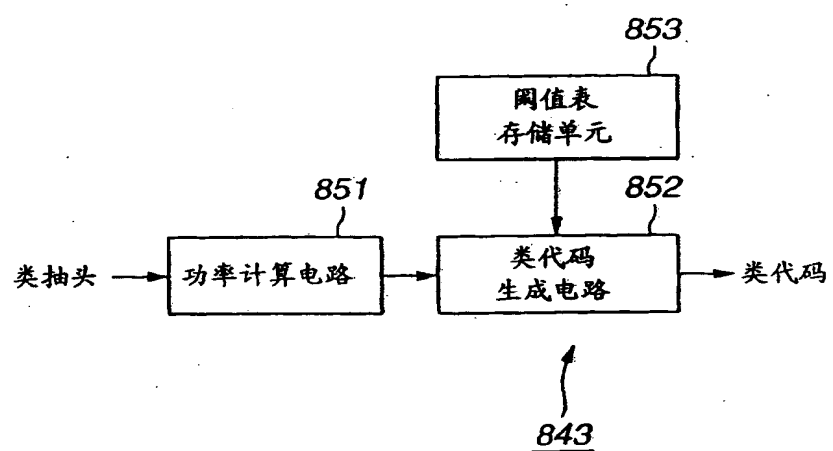 853
阈值表
存储单元
851
852
类抽头
功率计算电路
类代码
生成电路
类代码
843